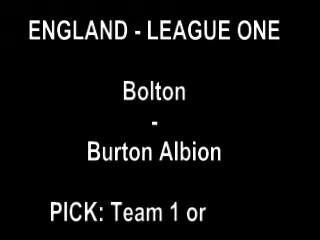 ENGLAND - LEAGUE ONE
Bolton
-
Burton Albion
PICK: Team 1 or